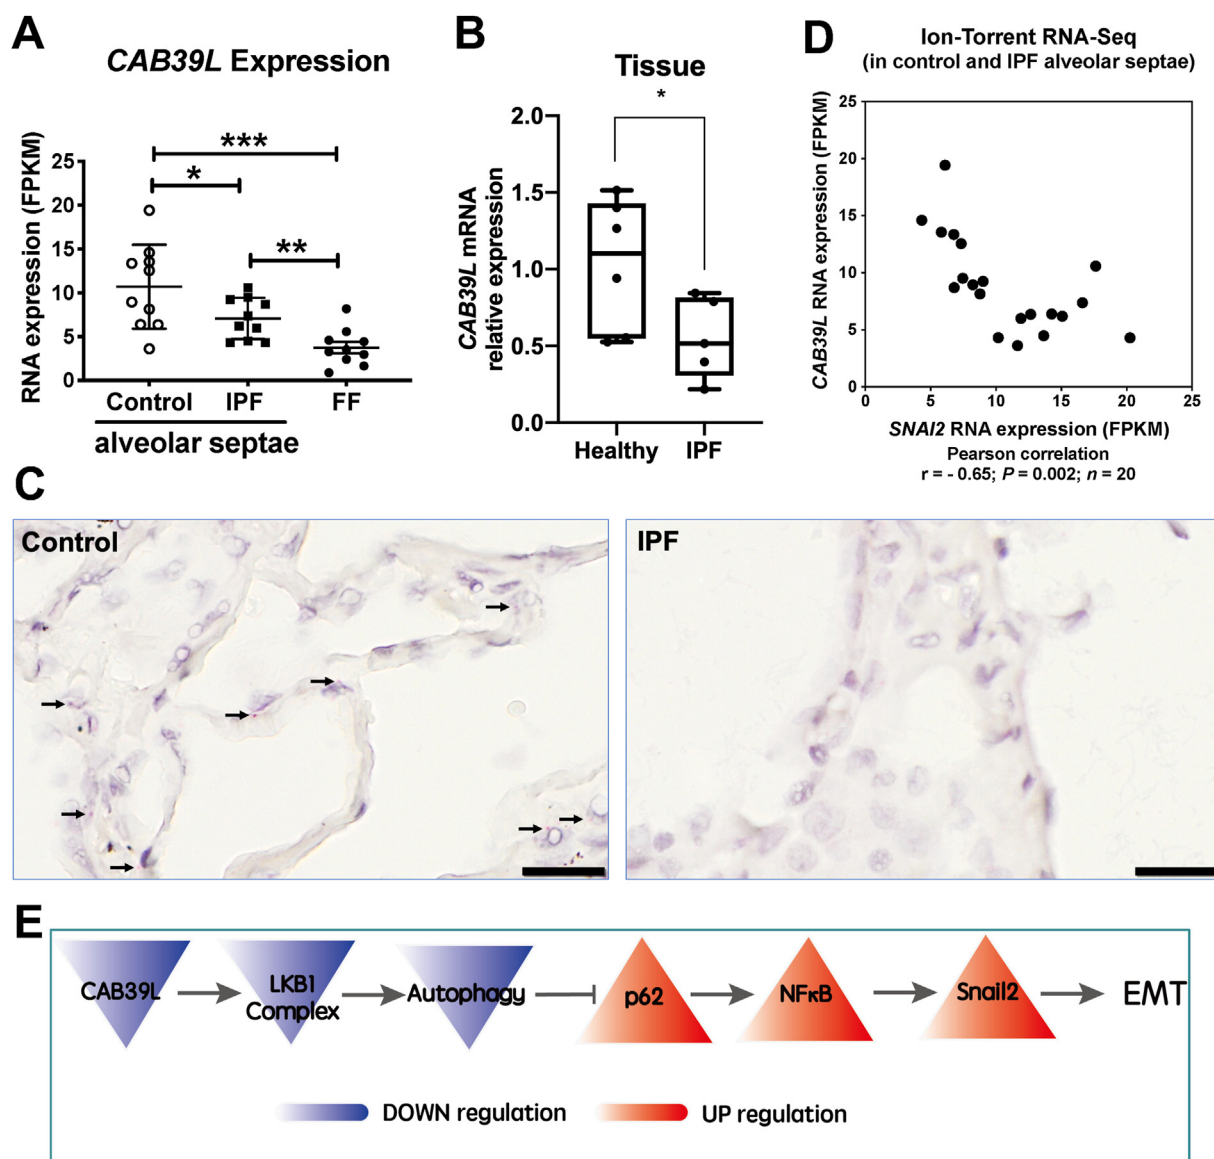 A
CAB39L Expression
RNA expression (FPKM)
25
20
15
10
5
0
***
*
**
Control
IPF
FF
alveolar septae
B
Tissue
*
CAB39L mRNA
relative expression
2.0
1.5
1.0
0.5
0.0
Healthy
IPF
D
Ion-Torrent RNA-Seq
(in control and IPF alveolar septae)
CAB39L RNA expression (FPKM)
25
20
15
10
5
0
0
5
10
15
20
25
SNAI2 RNA expression (FPKM)
Pearson correlation
r = - 0.65; P = 0.002; n = 20
C
Control
IPF
E
CAB39L
LKB1
Complex
Autophagy
p62
NFκB
Snail2
EMT
DOWN regulation
UP regulation